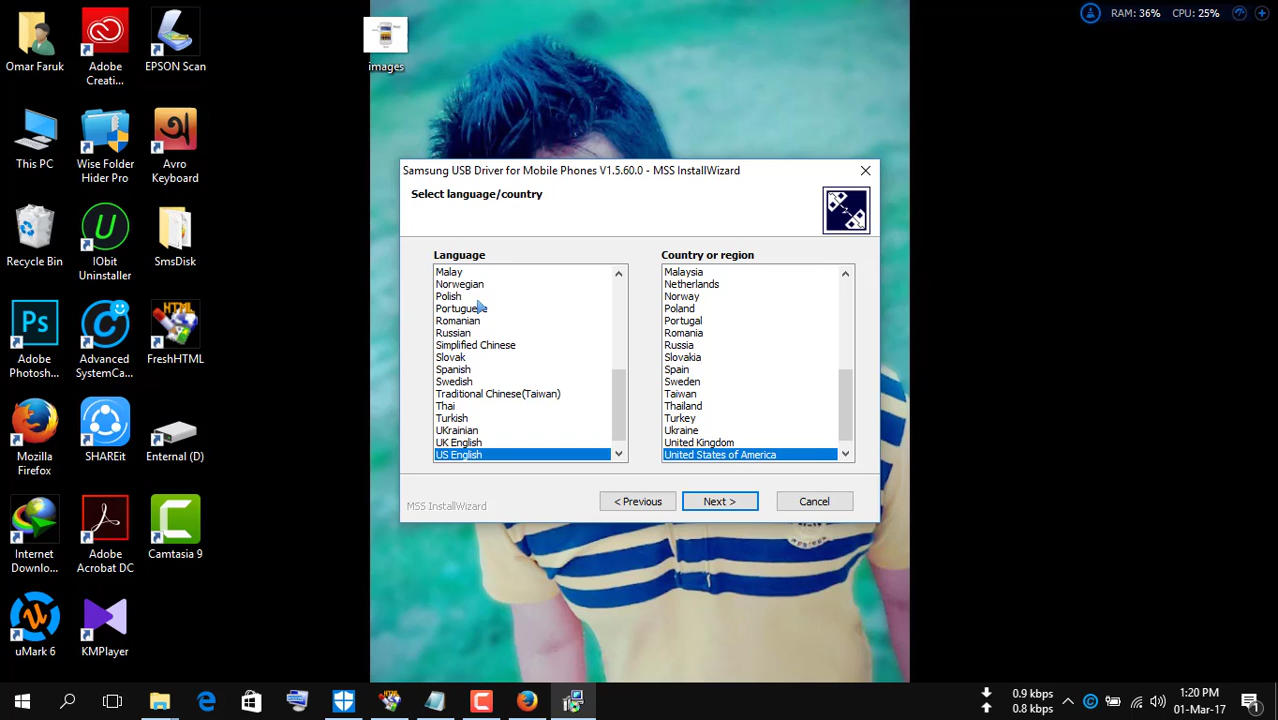 RAM: 36% CPU: 25%
Omar Faruk
Adobe
Creati...
EPSON Scan
images
This PC
Wise Folder
Hider Pro
অ
Avro
Keyboard
Recycle Bin
IObit
Uninstaller
SmsDisk
Ps
Adobe
Photosh...
Advanced
SystemCa...
HTML
FreshHTML
Mozilla
Firefox
SHAREit
Enternal (D)
Internet
Downlo...
Adobe
Acrobat DC
Camtasia 9
uMark 6
KMPlayer
Samsung USB Driver for Mobile Phones V1.5.60.0 - MSS InstallWizard
Select language/country
Language
Malay
Norwegian
Polish
Portuguese
Romanian
Russian
Simplified Chinese
Slovak
Spanish
Swedish
Traditional Chinese(Taiwan)
Thai
Turkish
UKrainian
UK English
US English
Country or region
Malaysia
Netherlands
Norway
Poland
Portugal
Romania
Russia
Slovakia
Spain
Sweden
Taiwan
Thailand
Turkey
Ukraine
United Kingdom
United States of America
MSS InstallWizard
< Previous
Next >
Cancel
0.9 kbps
0.8 kbps
1:20 PM
01-Mar-17
1